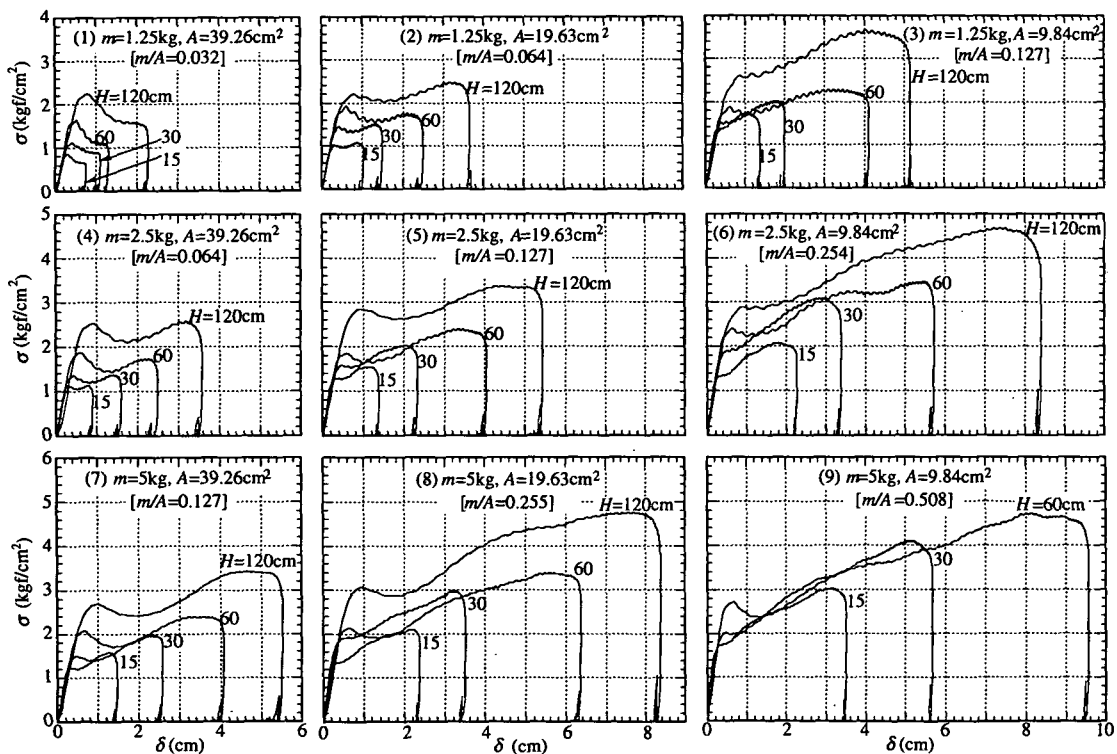 (1) m=1.25kg, A=39.26cm²
[m/A=0.032]
H=120cm
60
30
15
4
3
2
1
0
σ (kgf/cm²)
(2) m=1.25kg, A=19.63cm²
[m/A=0.064]
H=120cm
60
30
15
(3) m=1.25kg, A=9.84cm²
[m/A=0.127]
H=120cm
60
30
15
(4) m=2.5kg, A=39.26cm²
[m/A=0.064]
H=120cm
60
30
15
5
4
3
2
1
0
σ (kgf/cm²)
(5) m=2.5kg, A=19.63cm²
[m/A=0.127]
H=120cm
60
30
15
(6) m=2.5kg, A=9.84cm²
[m/A=0.254]
H=120cm
60
30
15
(7) m=5kg, A=39.26cm²
[m/A=0.127]
H=120cm
60
30
15
6
5
4
3
2
1
0
σ (kgf/cm²)
0 1 2 3 4 5 6
δ (cm)
(8) m=5kg, A=19.63cm²
[m/A=0.255]
H=120cm
60
30
15
0 2 4 6 8 9
δ (cm)
(9) m=5kg, A=9.84cm²
[m/A=0.508]
H=60cm
30
15
0 2 4 6 8 10
δ (cm)